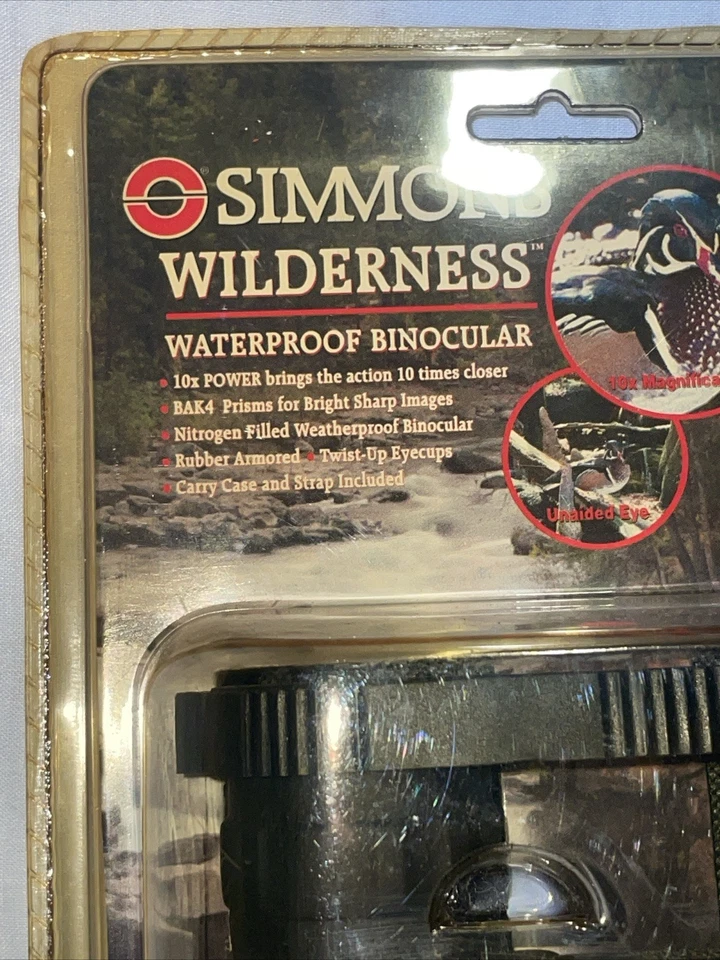 SIMMONS
WILDERNESS™
WATERPROOF BINOCULAR
• 10x POWER brings the action 10 times closer
• BAK4 Prisms for Bright Sharp Images
• Nitrogen Filled Weatherproof Binocular
• Rubber Armored • Twist-Up Eyecups
• Carry Case and Strap Included
10x
Unaided Eye